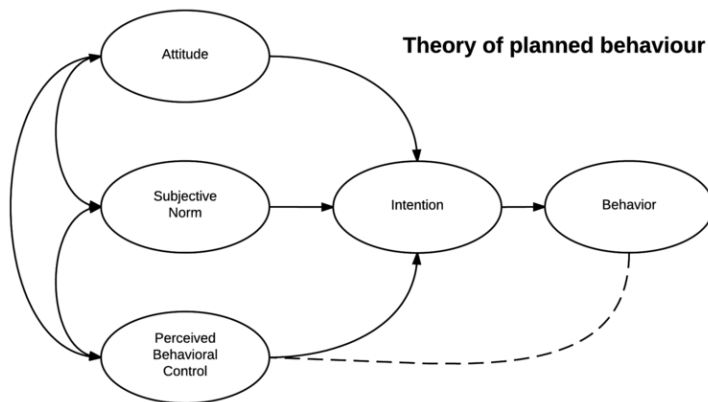 Theory of planned behaviour
Attitude
Subjective
Norm
Intention
Behavior
Perceived
Behavioral
Control